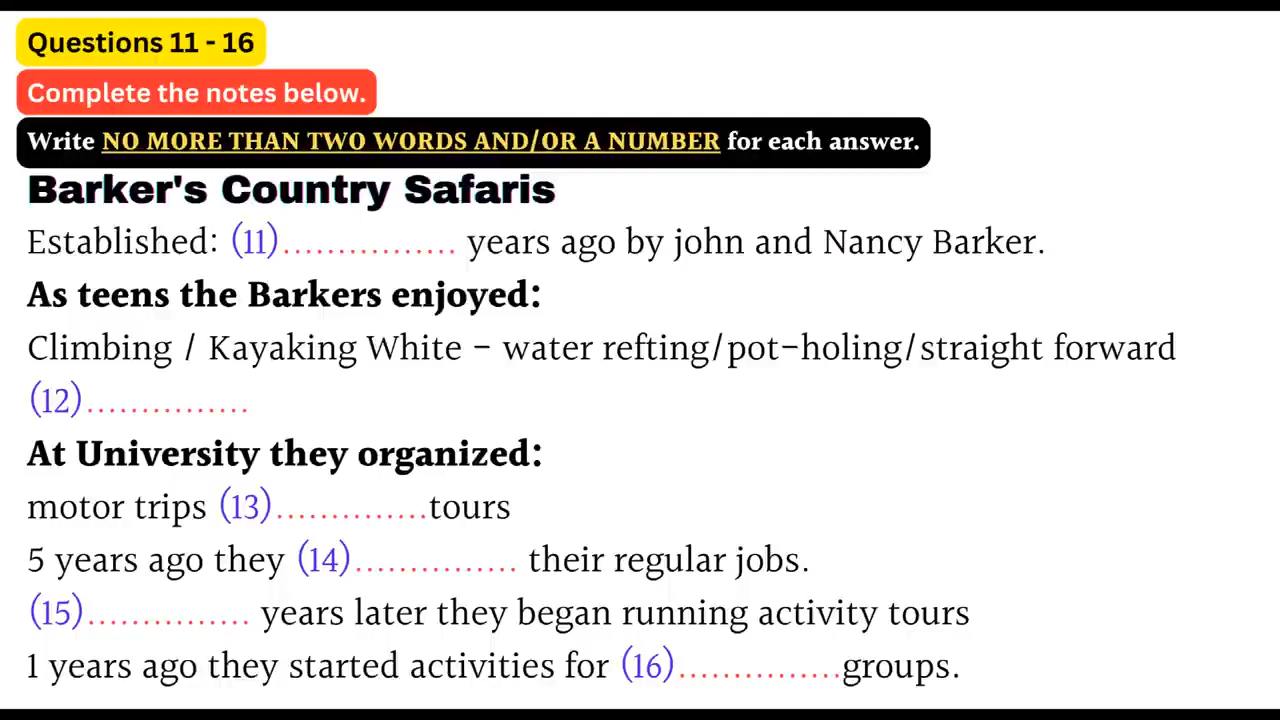 Questions 11 - 16
Complete the notes below.
Write NO MORE THAN TWO WORDS AND/OR A NUMBER for each answer.
Barker's Country Safaris
Established: (11)................ years ago by john and Nancy Barker.
As teens the Barkers enjoyed:
Climbing / Kayaking White - water refting/pot-holing/straight forward
(12)...............
At University they organized:
motor trips (13)..............tours
5 years ago they (14)............... their regular jobs.
(15)............... years later they began running activity tours
1 years ago they started activities for (16)...............groups.